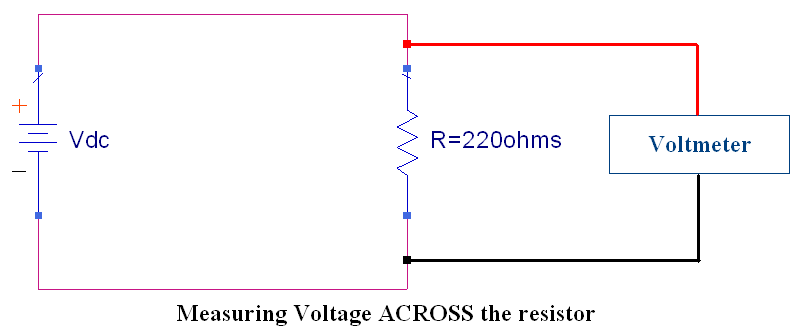 +
Vdc
−
R=220ohms
Voltmeter
Measuring Voltage ACROSS the resistor